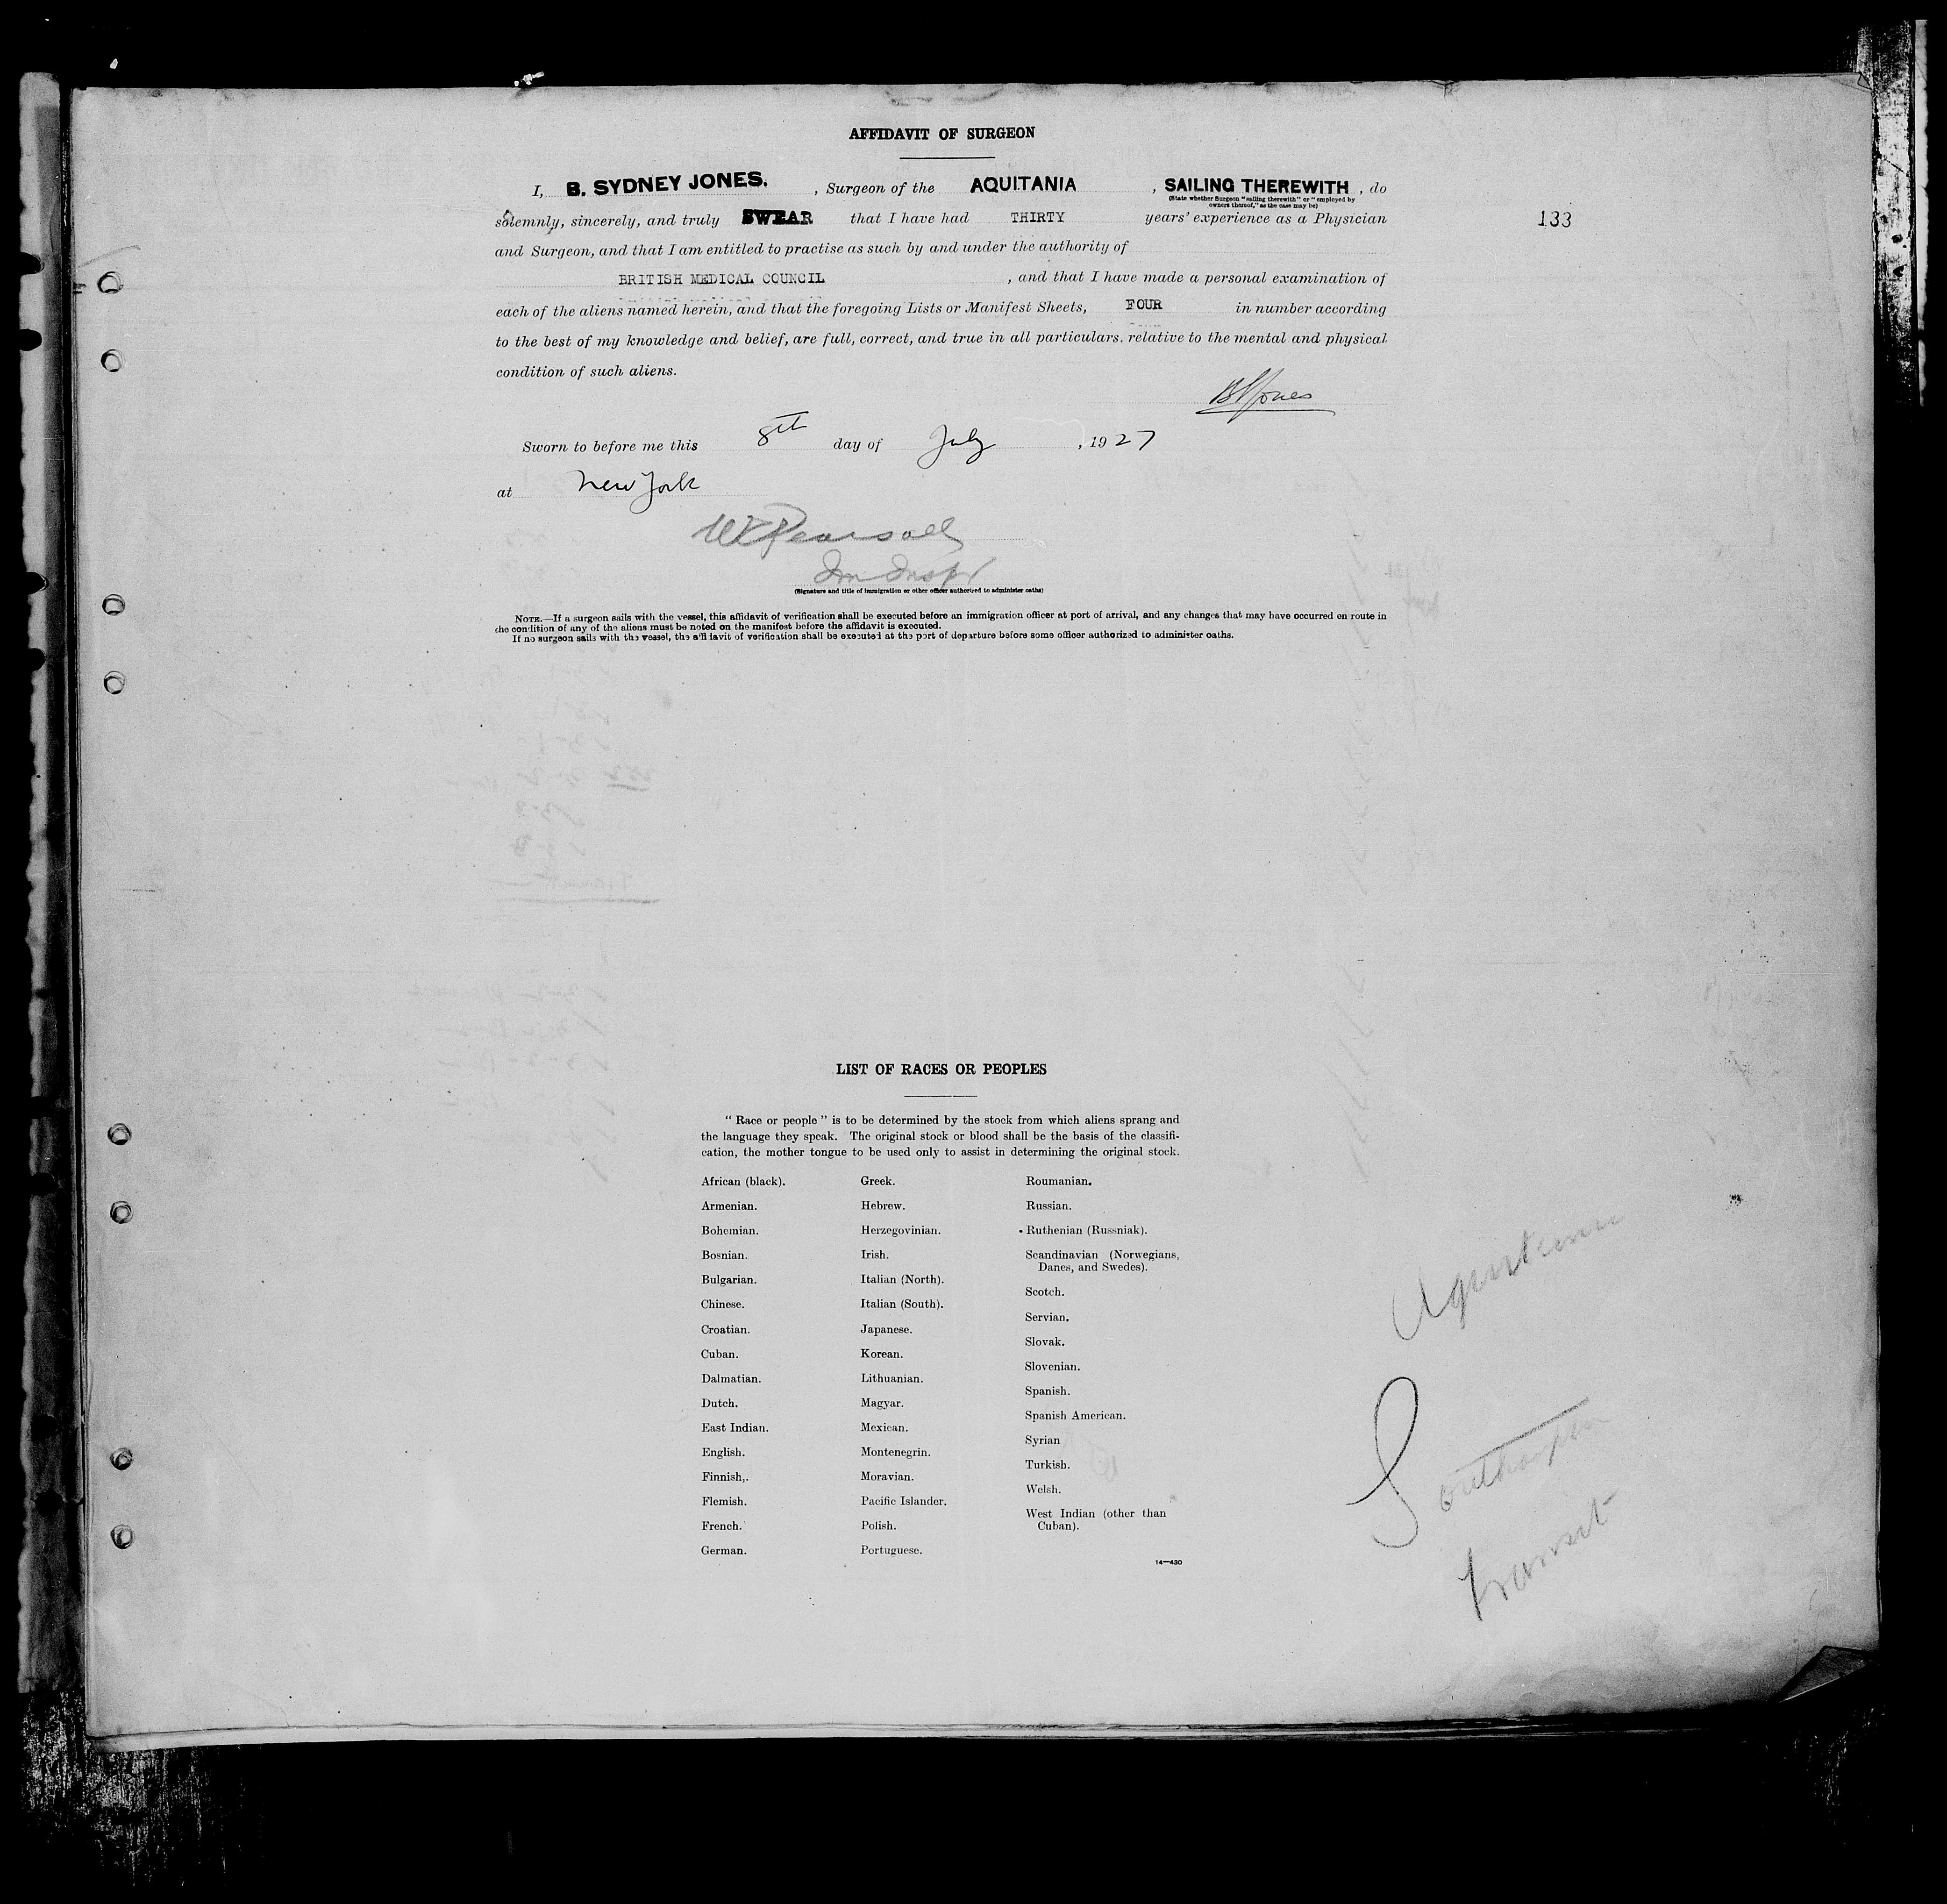 AFFIDAVIT OF SURGEON
I, B. SYDNEY JONES. , Surgeon of the AQUITANIA , SAILING THEREWITH , do
(State whether Surgeon "sailing therewith" or "employed by
owners thereof," as the case may be)
solemnly, sincerely, and truly SWEAR that I have had THIRTY years' experience as a Physician
133
and Surgeon, and that I am entitled to practise as such by and under the authority of
BRITISH MEDICAL COUNCIL , and that I have made a personal examination of
each of the aliens named herein, and that the foregoing Lists or Manifest Sheets, FOUR in number according
to the best of my knowledge and belief, are full, correct, and true in all particulars. relative to the mental and physical
condition of such aliens.
BSJones
Sworn to before me this 8th day of July , 1927
at New York
W Pearsall
Im Inspr
(Signature and title of immigration or other officer authorized to administer oaths)
NOTE.—If a surgeon sails with the vessel, this affidavit of verification shall be executed before an immigration officer at port of arrival, and any changes that may have occurred en route in
the condition of any of the aliens must be noted on the manifest before the affidavit is executed.
If no surgeon sails with the vessel, the affidavit of verification shall be executed at the port of departure before some officer authorized to administer oaths.
LIST OF RACES OR PEOPLES
"Race or people" is to be determined by the stock from which aliens sprang and
the language they speak. The original stock or blood shall be the basis of the classifi-
cation, the mother tongue to be used only to assist in determining the original stock.
African (black).
Armenian.
Bohemian.
Bosnian.
Bulgarian.
Chinese.
Croatian.
Cuban.
Dalmatian.
Dutch.
East Indian.
English.
Finnish,.
Flemish.
French.
German.
Greek.
Hebrew.
Herzegovinian.
Irish.
Italian (North).
Italian (South).
Japanese.
Korean.
Lithuanian.
Magyar.
Mexican.
Montenegrin.
Moravian.
Pacific Islander.
Polish.
Portuguese.
Roumanian.
Russian.
Ruthenian (Russniak).
Scandinavian (Norwegians,
Danes, and Swedes).
Scotch.
Servian.
Slovak.
Slovenian.
Spanish.
Spanish American.
Syrian
Turkish.
Welsh.
West Indian (other than
Cuban).
14—430
transit